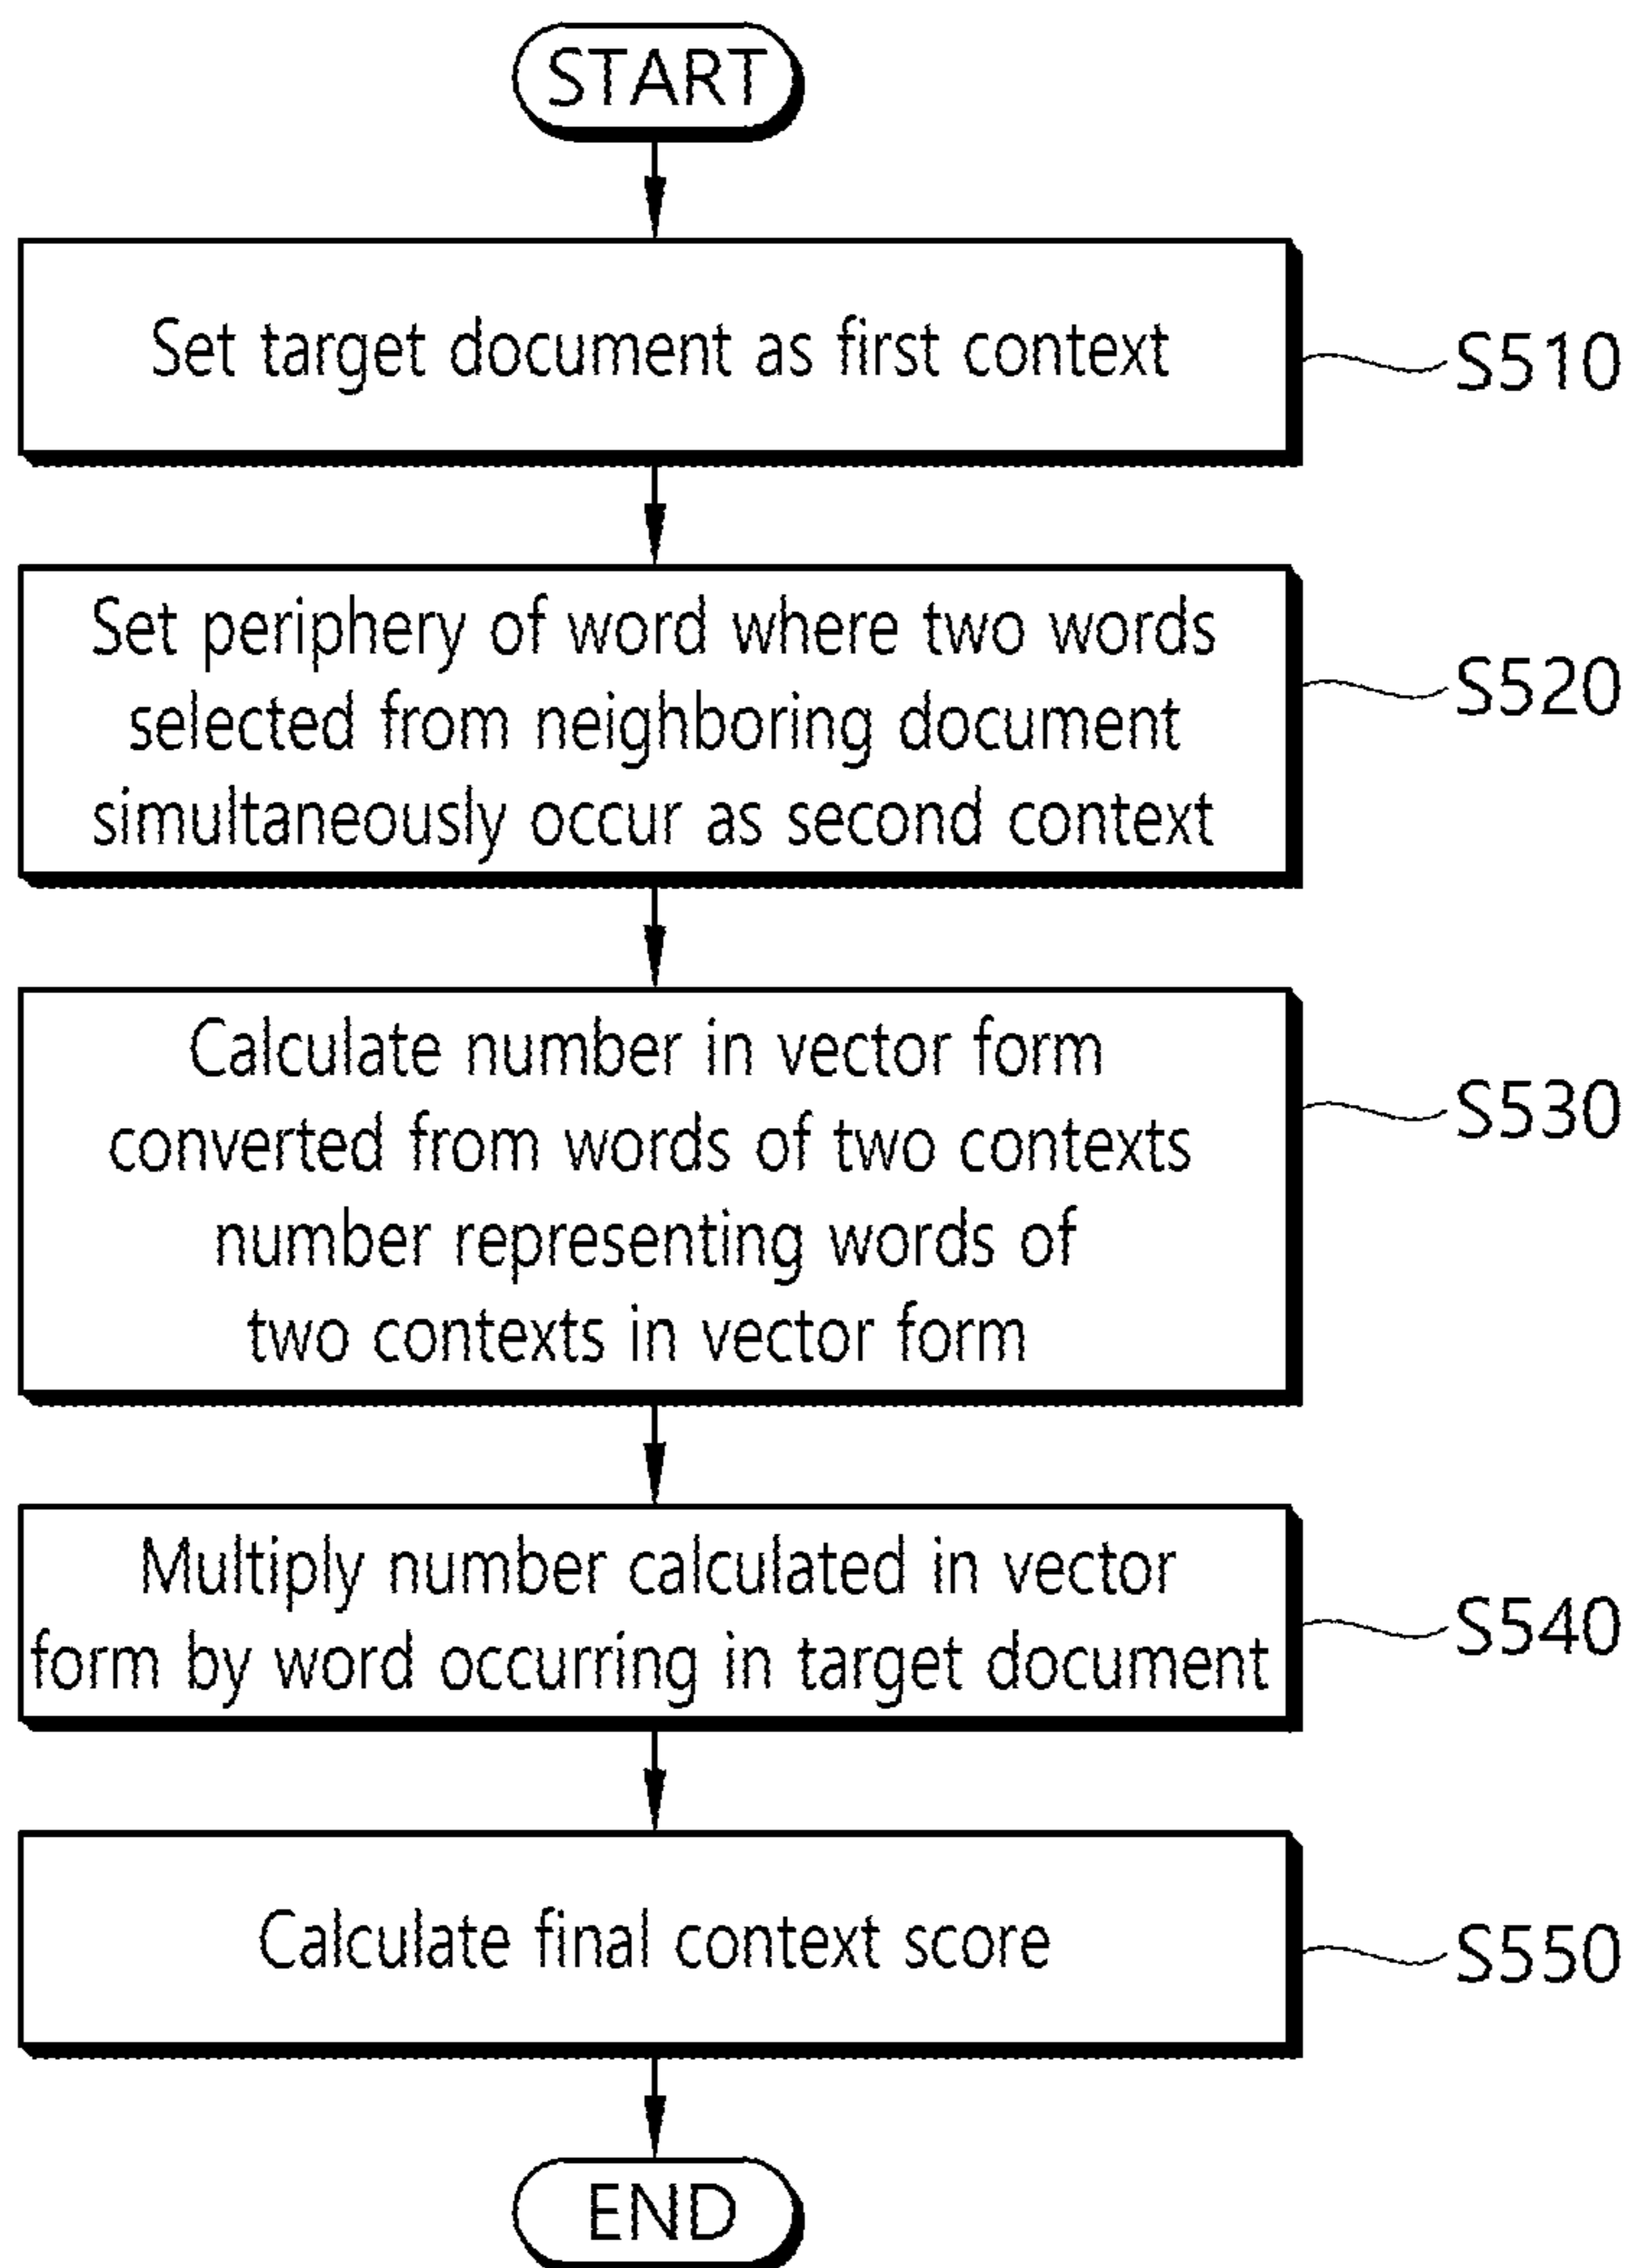 START
Set target document as first context
S510
Set periphery of word where two words
selected from neighboring document
simultaneously occur as second context
S520
Calculate number in vector form
converted from words of two contexts
number representing words of
two contexts in vector form
S530
Multiply number calculated in vector
form by word occurring in target document
S540
Calculate final context score
S550
END